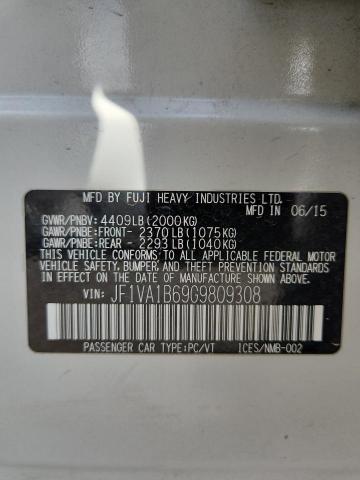 MFD BY FUJI HEAVY INDUSTRIES LTD. MFD IN 06/15
GVWR/PNBV: 4409LB(2000KG)
GAWR/PNBE:FRONT- 2370LB(1075KG)
GAWR/PNBE:REAR - 2293LB(1040KG)
THIS VEHICLE CONFORMS TO ALL APPLICABLE FEDERAL MOTOR
VEHICLE SAFETY, BUMPER, AND THEFT PREVENTION STANDARDS
IN EFFECT ON THE DATE OF MANUFACTURE SHOWN ABOVE.
VIN: JF1VA1B69G9809308
PASSENGER CAR TYPE:PC/VT ICES/NMB-002